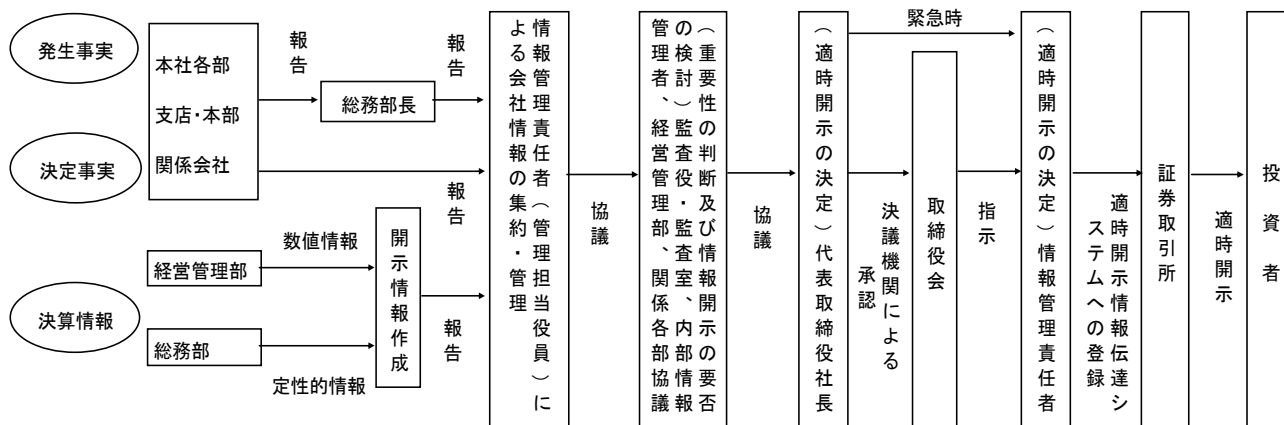 発生事実
決定事実
決算情報
本社各部
支店・本部
関係会社
報告
総務部長
報告
報告
経営管理部
総務部
数値情報
定性的情報
開示情報作成
報告
情報管理責任者（管理担当役員）に
よる会社情報の集約・管理
協議
（重要性の判断及び情報開示の要否
の検討）監査役・監査室、内部情報
管理者、経営管理部、関係各部協議
協議
（適時開示の決定）代表取締役社長
緊急時
決議機関による
承認
取締役会
指示
（適時開示の決定）情報管理責任者
適時開示情報伝達シ
ステムへの登録
証券取引所
適時開示
投資者